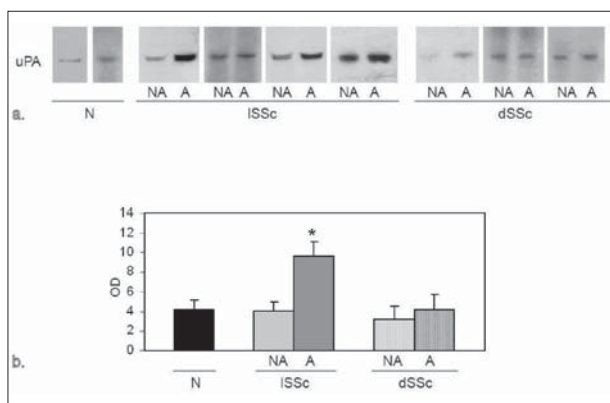 uPA
NA A NA A NA A NA A NA A NA A NA A
a. N lSSc dSSc
14
12
10
8
6
4
2
0
OD
*
NA A NA A
b. N lSSc dSSc